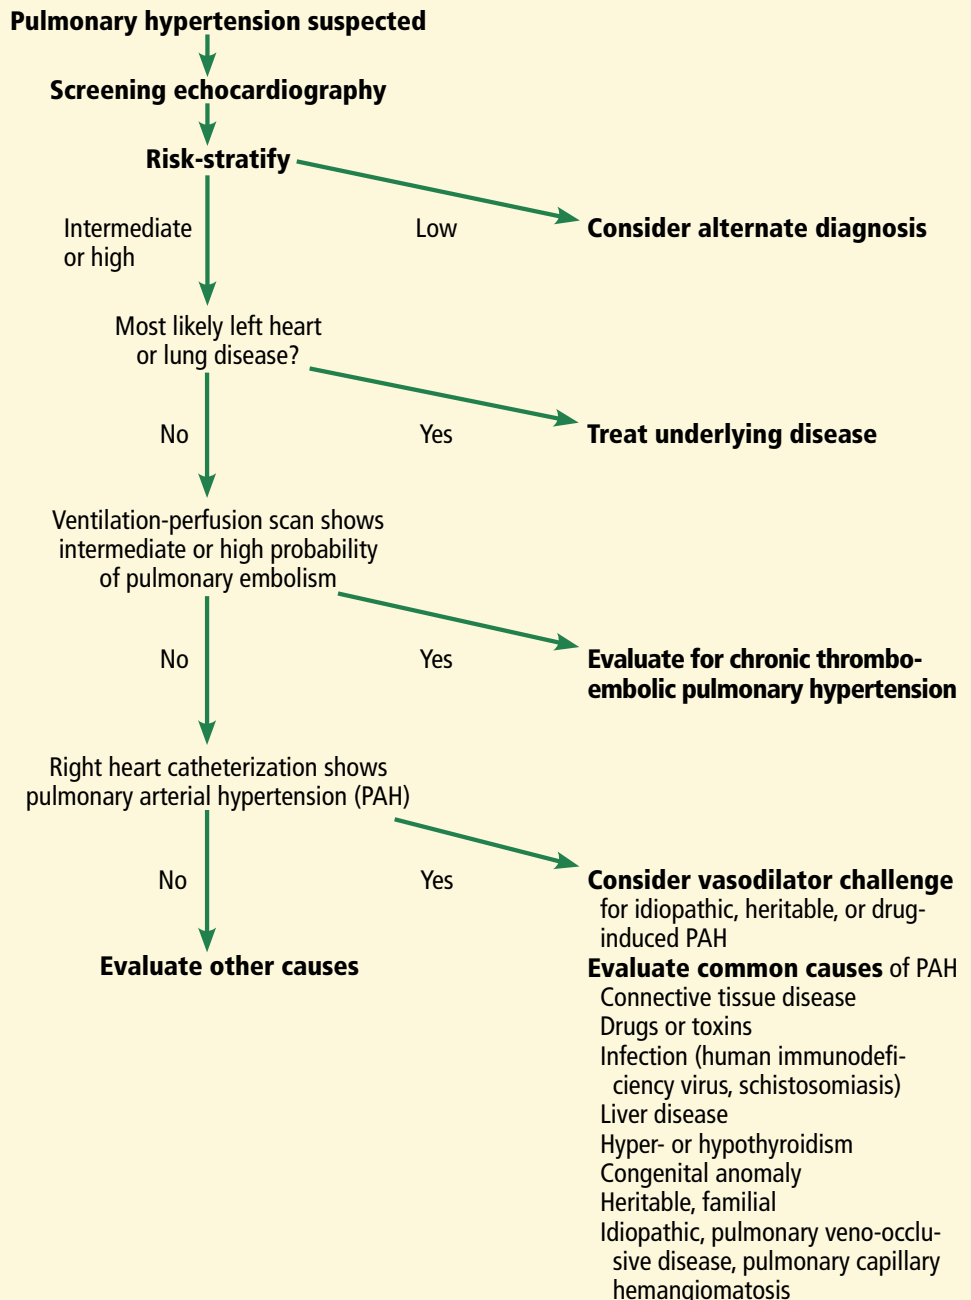 Pulmonary hypertension suspected
Screening echocardiography
Risk-stratify
Intermediate
or high
Low
Consider alternate diagnosis
Most likely left heart
or lung disease?
No
Yes
Treat underlying disease
Ventilation-perfusion scan shows
intermediate or high probability
of pulmonary embolism
No
Yes
Evaluate for chronic thrombo-
embolic pulmonary hypertension
Right heart catheterization shows
pulmonary arterial hypertension (PAH)
No
Yes
Evaluate other causes
Consider vasodilator challenge
for idiopathic, heritable, or drug-
induced PAH
Evaluate common causes of PAH
Connective tissue disease
Drugs or toxins
Infection (human immunodefi-
ciency virus, schistosomiasis)
Liver disease
Hyper- or hypothyroidism
Congenital anomaly
Heritable, familial
Idiopathic, pulmonary veno-occlu-
sive disease, pulmonary capillary
hemangiomatosis